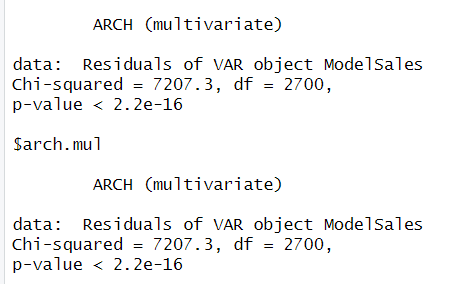 ARCH (multivariate)
data:  Residuals of VAR object ModelSales
Chi-squared = 7207.3, df = 2700,
p-value < 2.2e-16
$arch.mul
ARCH (multivariate)
data:  Residuals of VAR object ModelSales
Chi-squared = 7207.3, df = 2700,
p-value < 2.2e-16